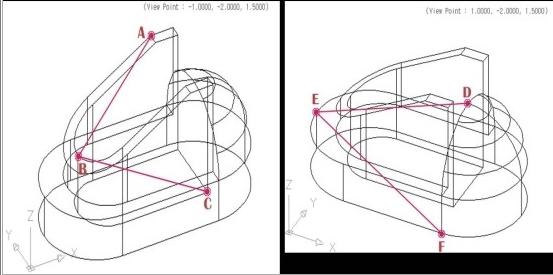 (View Point : -1.0000, -2.0000, 1.5000)
A
B
C
Z
Y
X
(View Point : 1.0000, -2.0000, 1.5000)
D
E
F
Z
Y
X